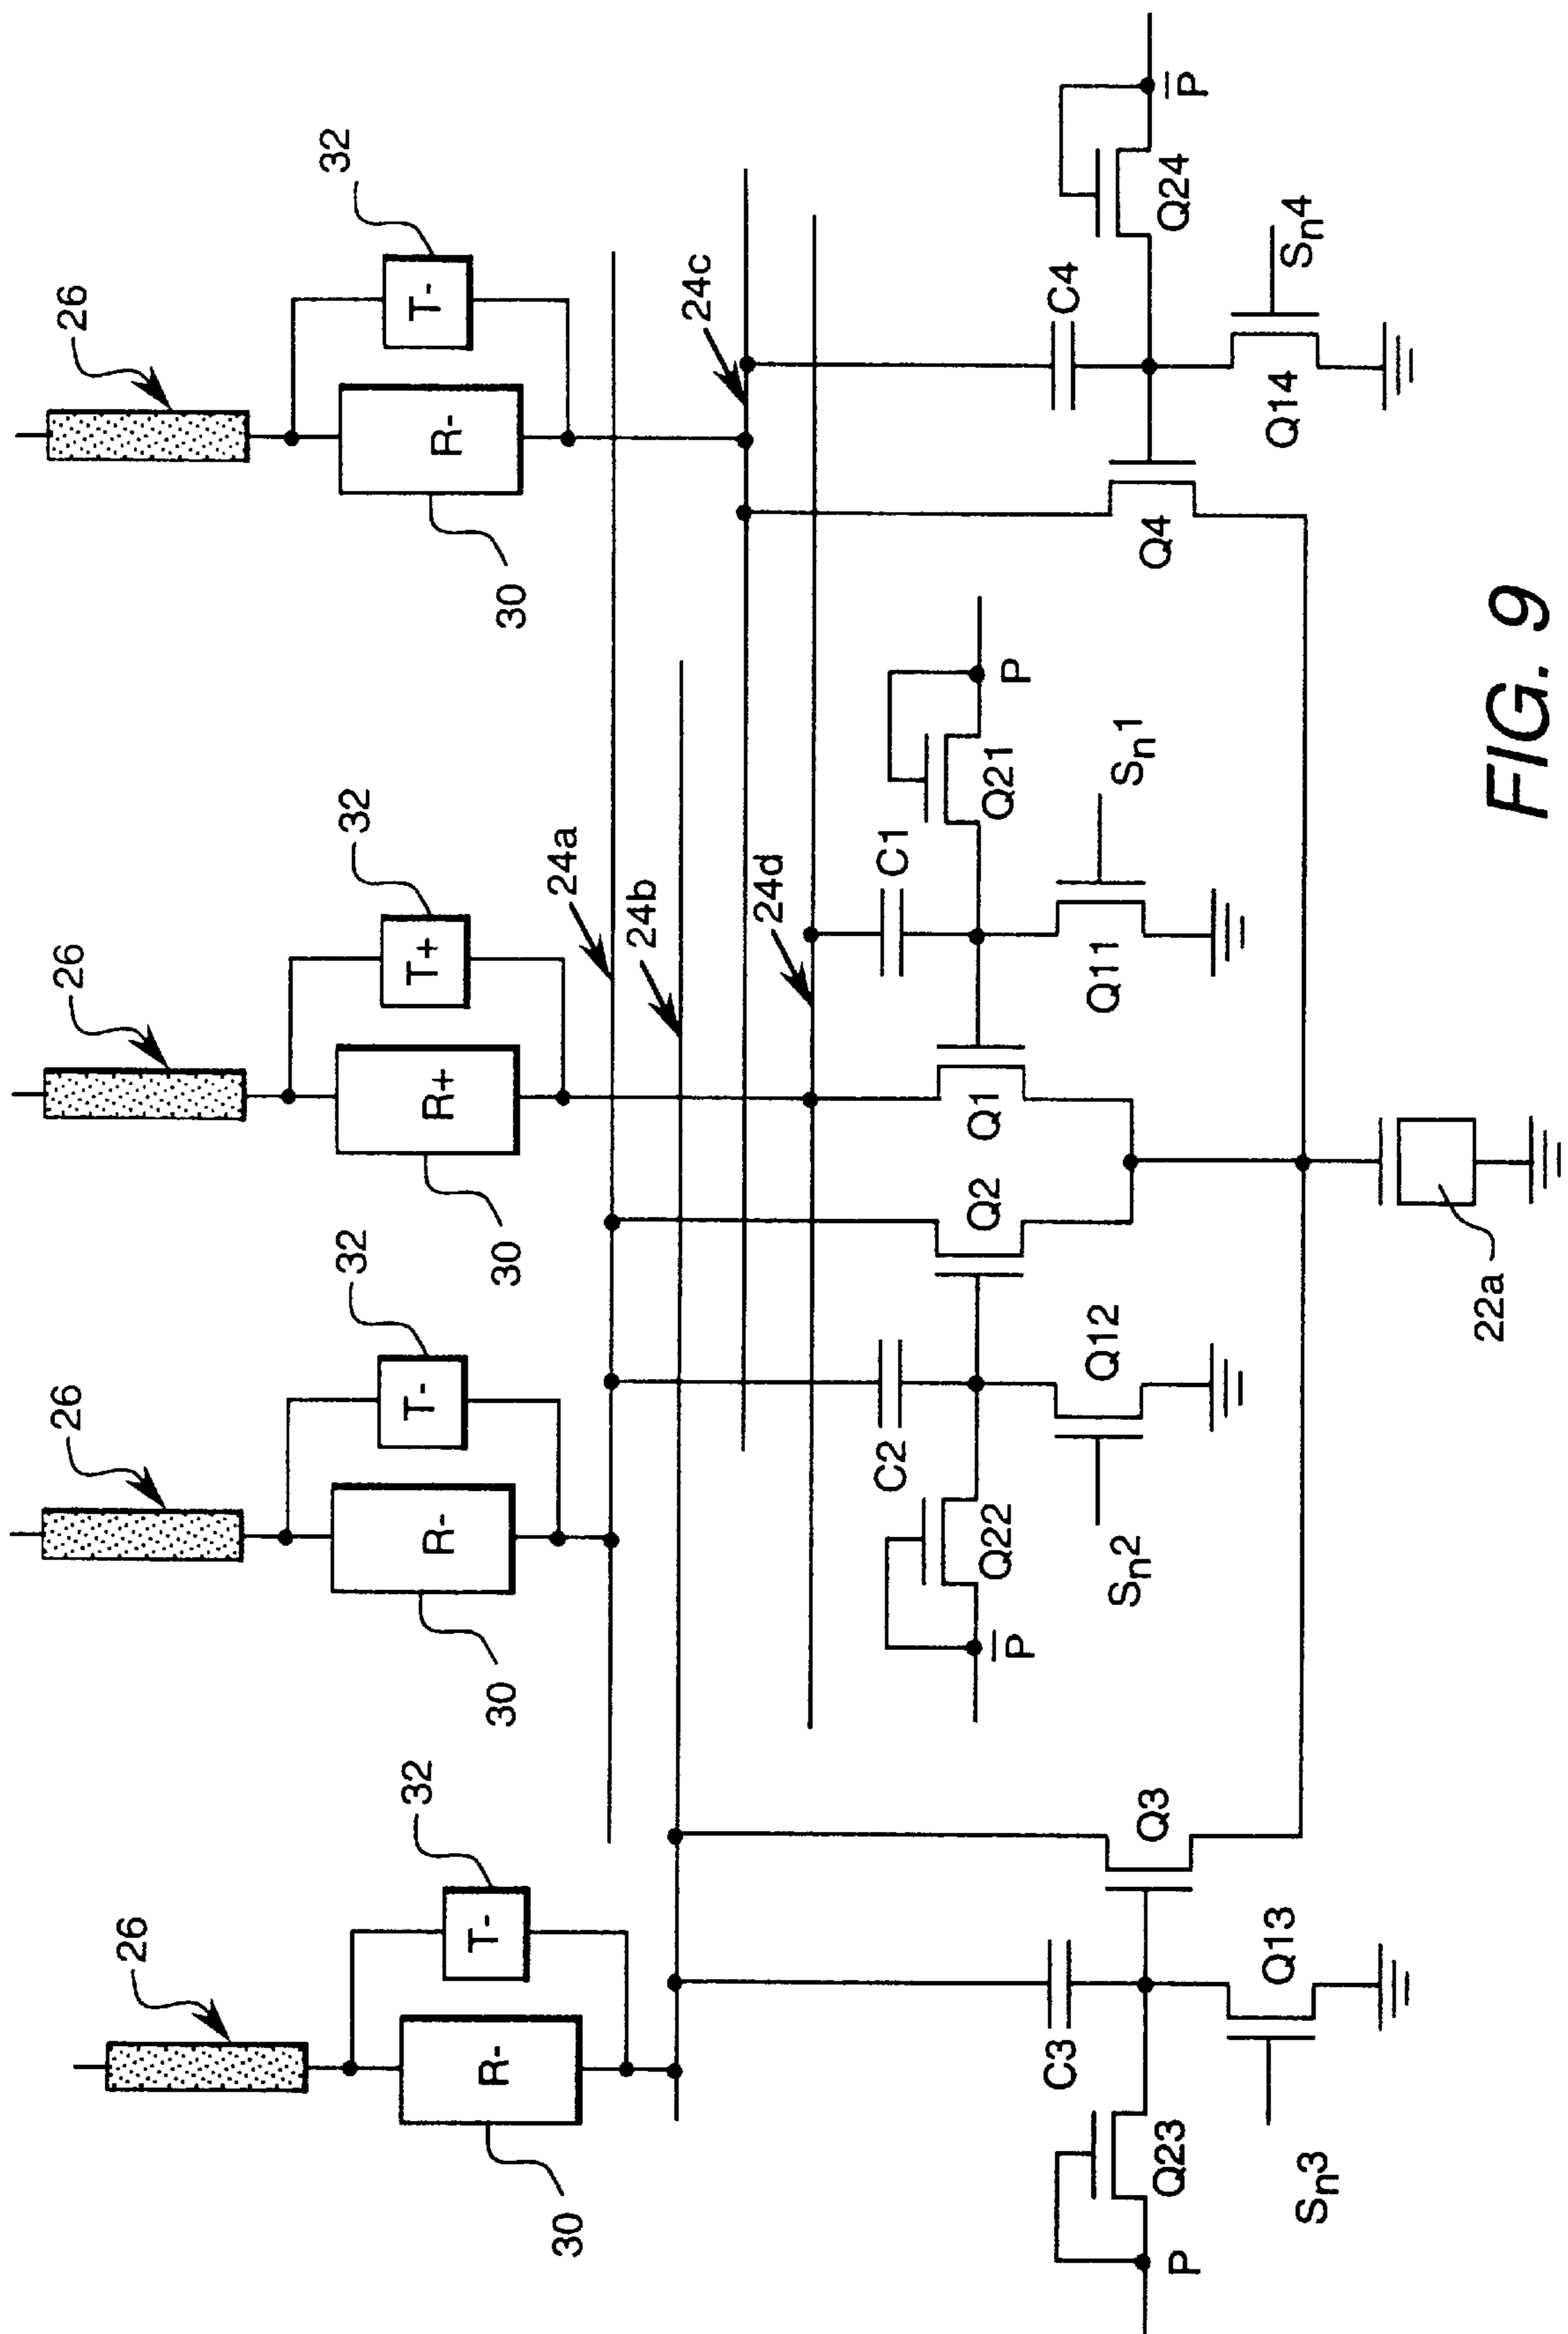 26
26
26
26
32
32
32
32
T-
T-
T+
T-
R-
R-
R+
R-
30
30
30
30
24a
24b
24c
24d
C3
C2
C1
C4
Q23
Q22
Q21
Q24
P
P̅
P
P̅
Q3
Q2
Q1
Q4
Q13
Q12
Q11
Q14
Sn3
Sn2
Sn1
Sn4
22a
FIG. 9